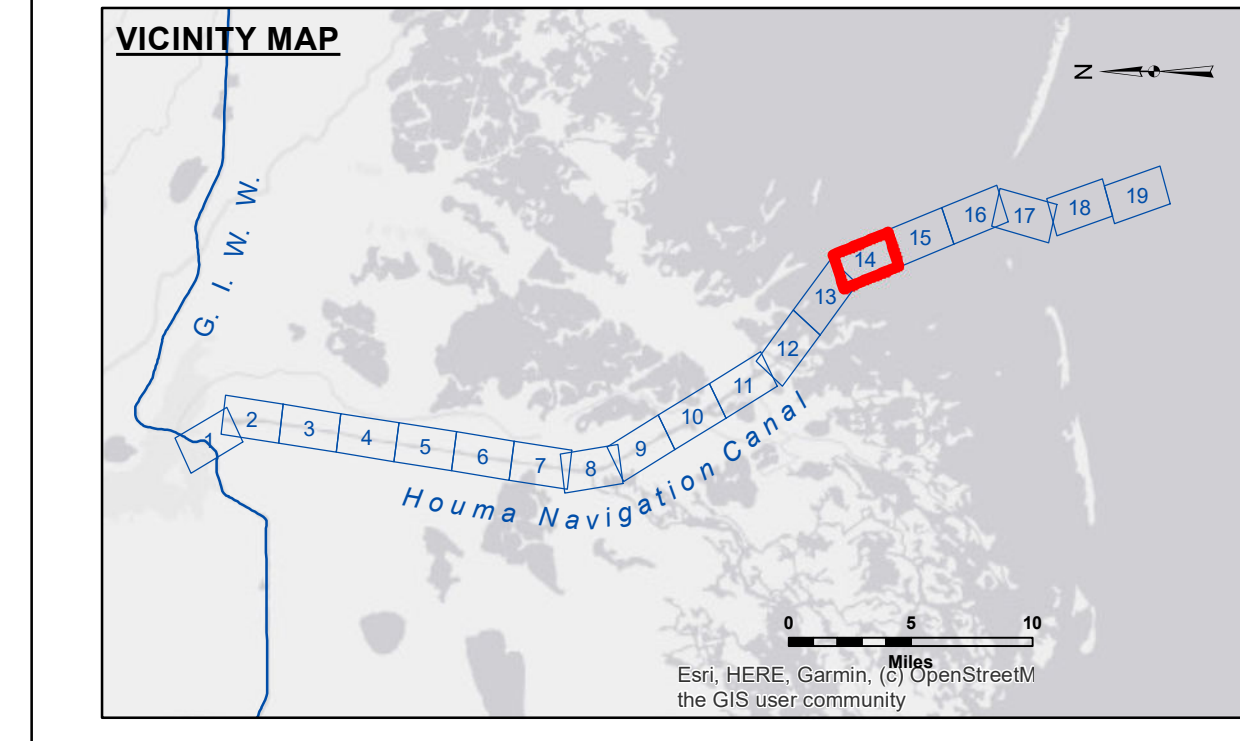 VICINITY MAP
N
G. I. W. W.
1
2
3
4
5
6
7
8
9
10
11
12
13
14
15
16
17
18
19
Houma Navigation Canal
0 5 10
Miles
Esri, HERE, Garmin, (c) OpenStreetM
the GIS user community